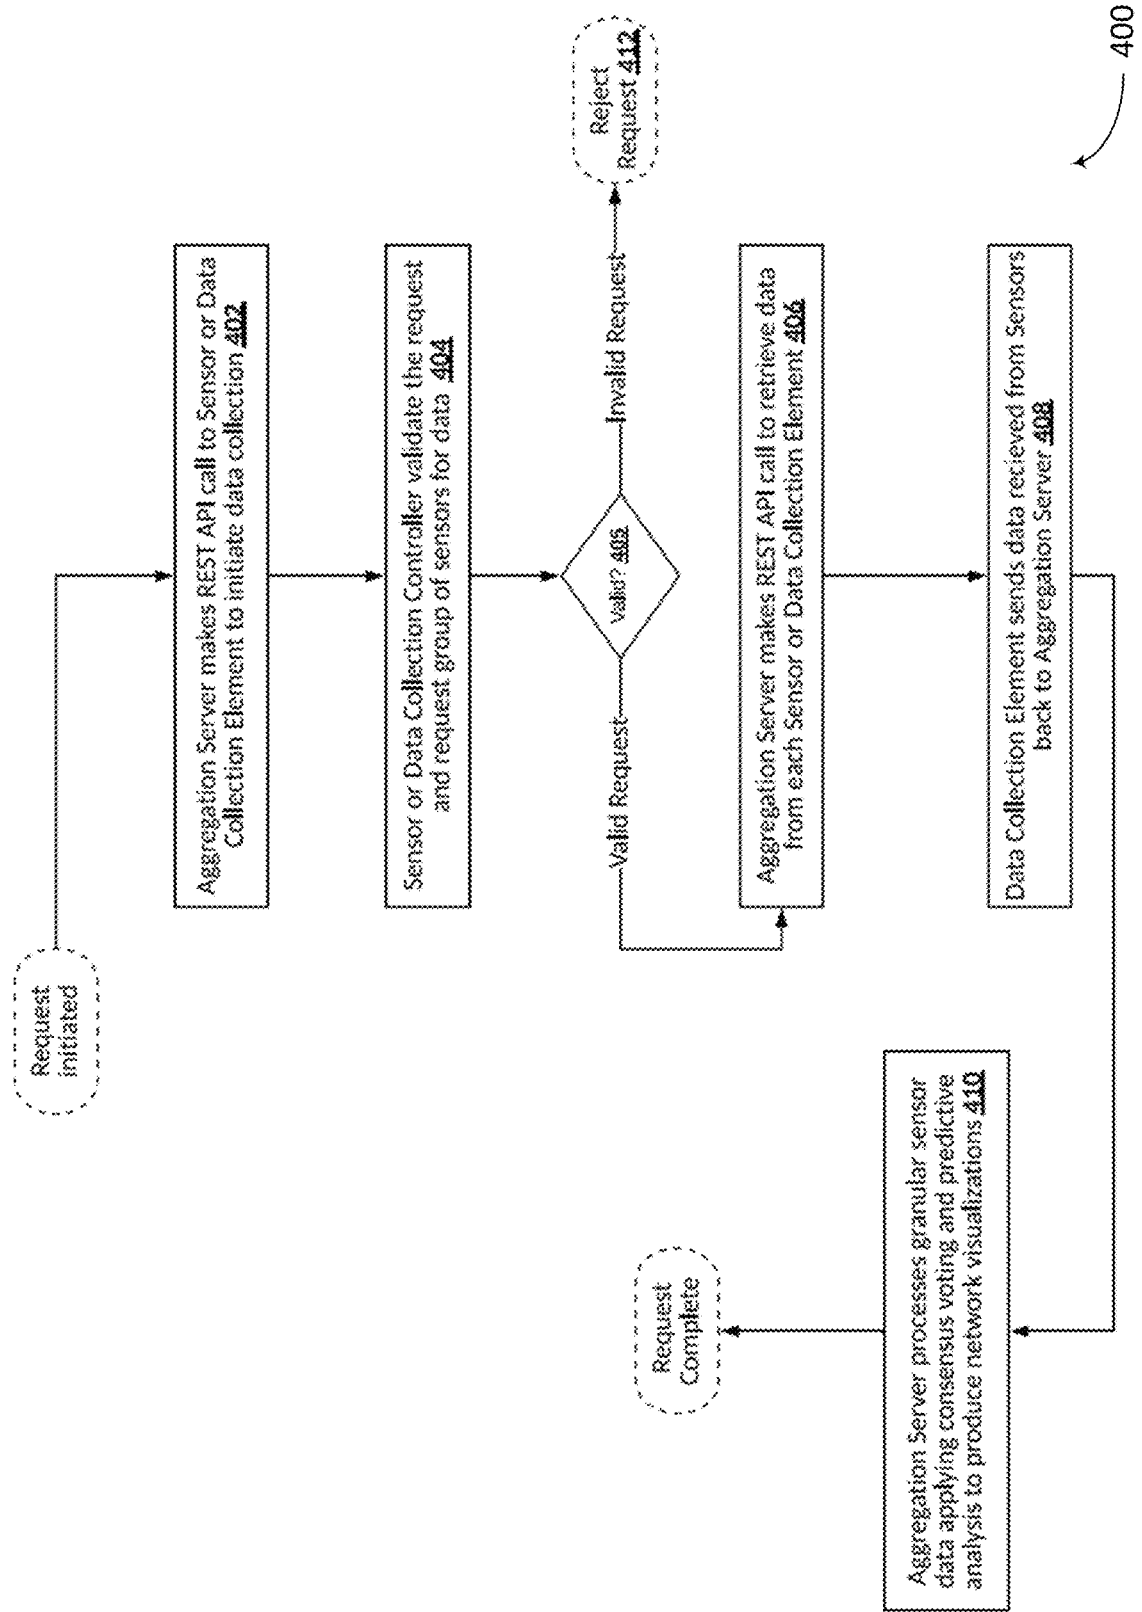 Request
initiated
Aggregation Server makes REST API call to Sensor or Data
Collection Element to initiate data collection 402
Sensor or Data Collection Controller validate the request
and request group of sensors for data 404
Valid? 405
Invalid Request
Reject
Request 412
Valid Request
Aggregation Server makes REST API call to retrieve data
from each Sensor or Data Collection Element 406
Data Collection Element sends data recieved from Sensors
back to Aggregation Server 408
Aggregation Server processes granular sensor
data applying consensus voting and predictive
analysis to produce network visualizations 410
Request
Complete
400